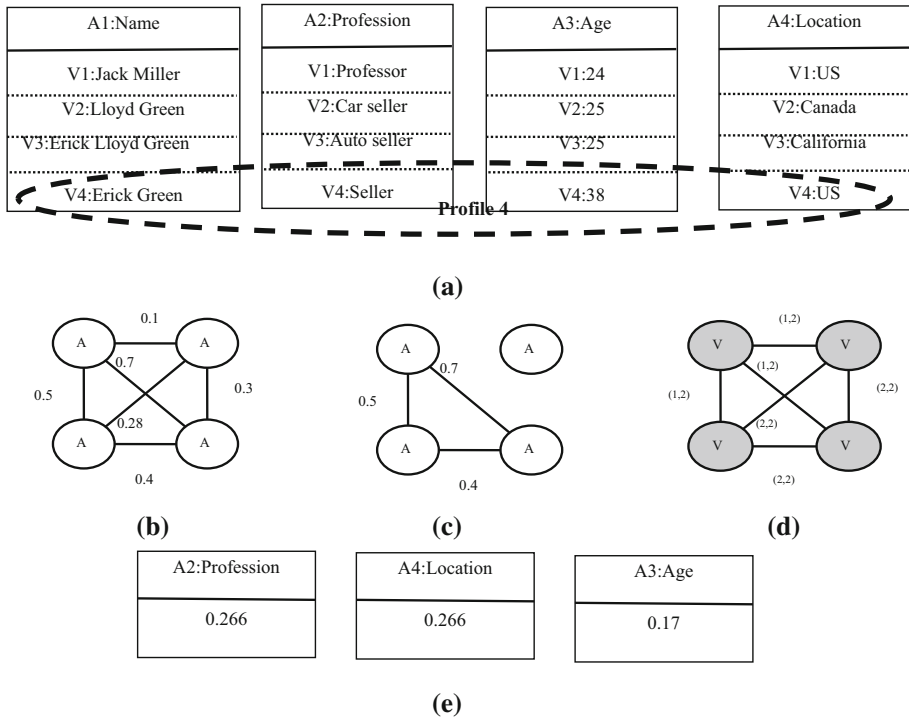 A1:Name
A2:Profession
A3:Age
A4:Location
V1:Jack Miller
V1:Professor
V1:24
V1:US
V2:Lloyd Green
V2:Car seller
V2:25
V2:Canada
V3:Erick Lloyd Green
V3:Auto seller
V3:25
V3:California
V4:Erick Green
V4:Seller
V4:38
V4:US
Profile 4
(a)
0.1
A
A
0.7
0.5
0.3
0.28
A
A
0.4
(b)
A
A
0.7
0.5
A
A
0.4
(c)
(1,2)
V
V
(1,2)
(1,2)
(2,2)
(2,2)
V
V
(2,2)
(d)
A2:Profession
A4:Location
A3:Age
0.266
0.266
0.17
(e)